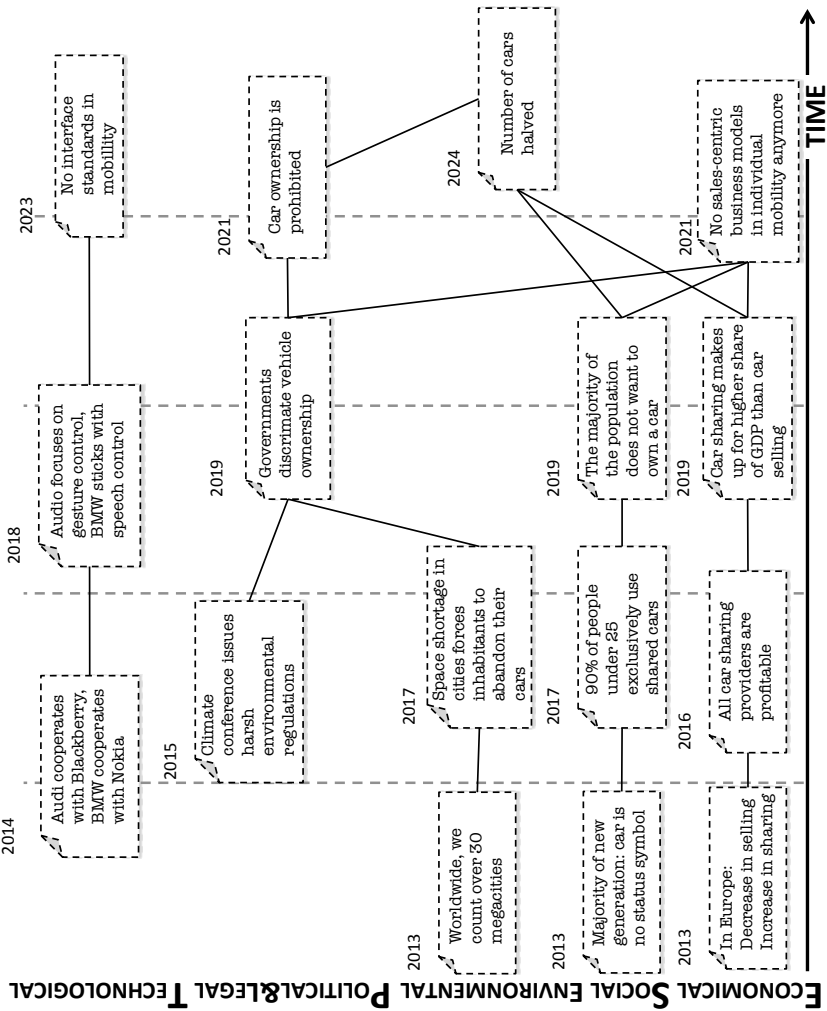 TECHNOLOGICAL
2014
Audi cooperates
with Blackberry,
BMW cooperates
with Nokia
2018
Audio focuses on
gesture control,
BMW sticks with
speech control
2023
No interface
standards in
mobillity
POLITICAL&LEGAL
2015
Climate
conference issues
harsh
environmental
regulations
2019
Governments
discrimate vehicle
ownership
2021
Car ownership is
prohibited
ENVIRONMENTAL
2013
Worldwide, we
count over 30
megacities
2017
Space shortage in
cities forces
inhabitants to
abandon their
cars
2024
Number of cars
halved
SOCIAL
2013
Majority of new
generation: car is
no status symbol
2017
90% of people
under 25
exclusively use
shared cars
2019
The majority of
the population
does not want to
own a car
ECONOMICAL
2013
In Europe:
Decrease in selling
Increase in sharing
2016
All car sharing
providers are
profitable
2019
Car sharing makes
up for higher share
of GDP than car
selling
2021
No sales-centric
business models
in individual
mobility anymore
TIME